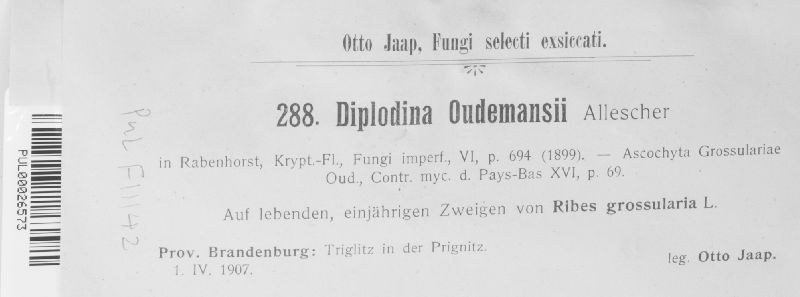 Otto Jaap, Fungi selecti exsiccati.
288. Diplodina Oudemansii Allescher
in Rabenhorst, Krypt.-Fl., Fungi imperf., VI, p. 694 (1899). — Ascochyta Grossulariae
Oud., Contr. myc. d. Pays-Bas XVI, p. 69.
Auf lebenden, einjährigen Zweigen von Ribes grossularia L.
Prov. Brandenburg: Triglitz in der Prignitz.
1. IV. 1907.
leg. Otto Jaap.
PUL00026573
PUL F11142